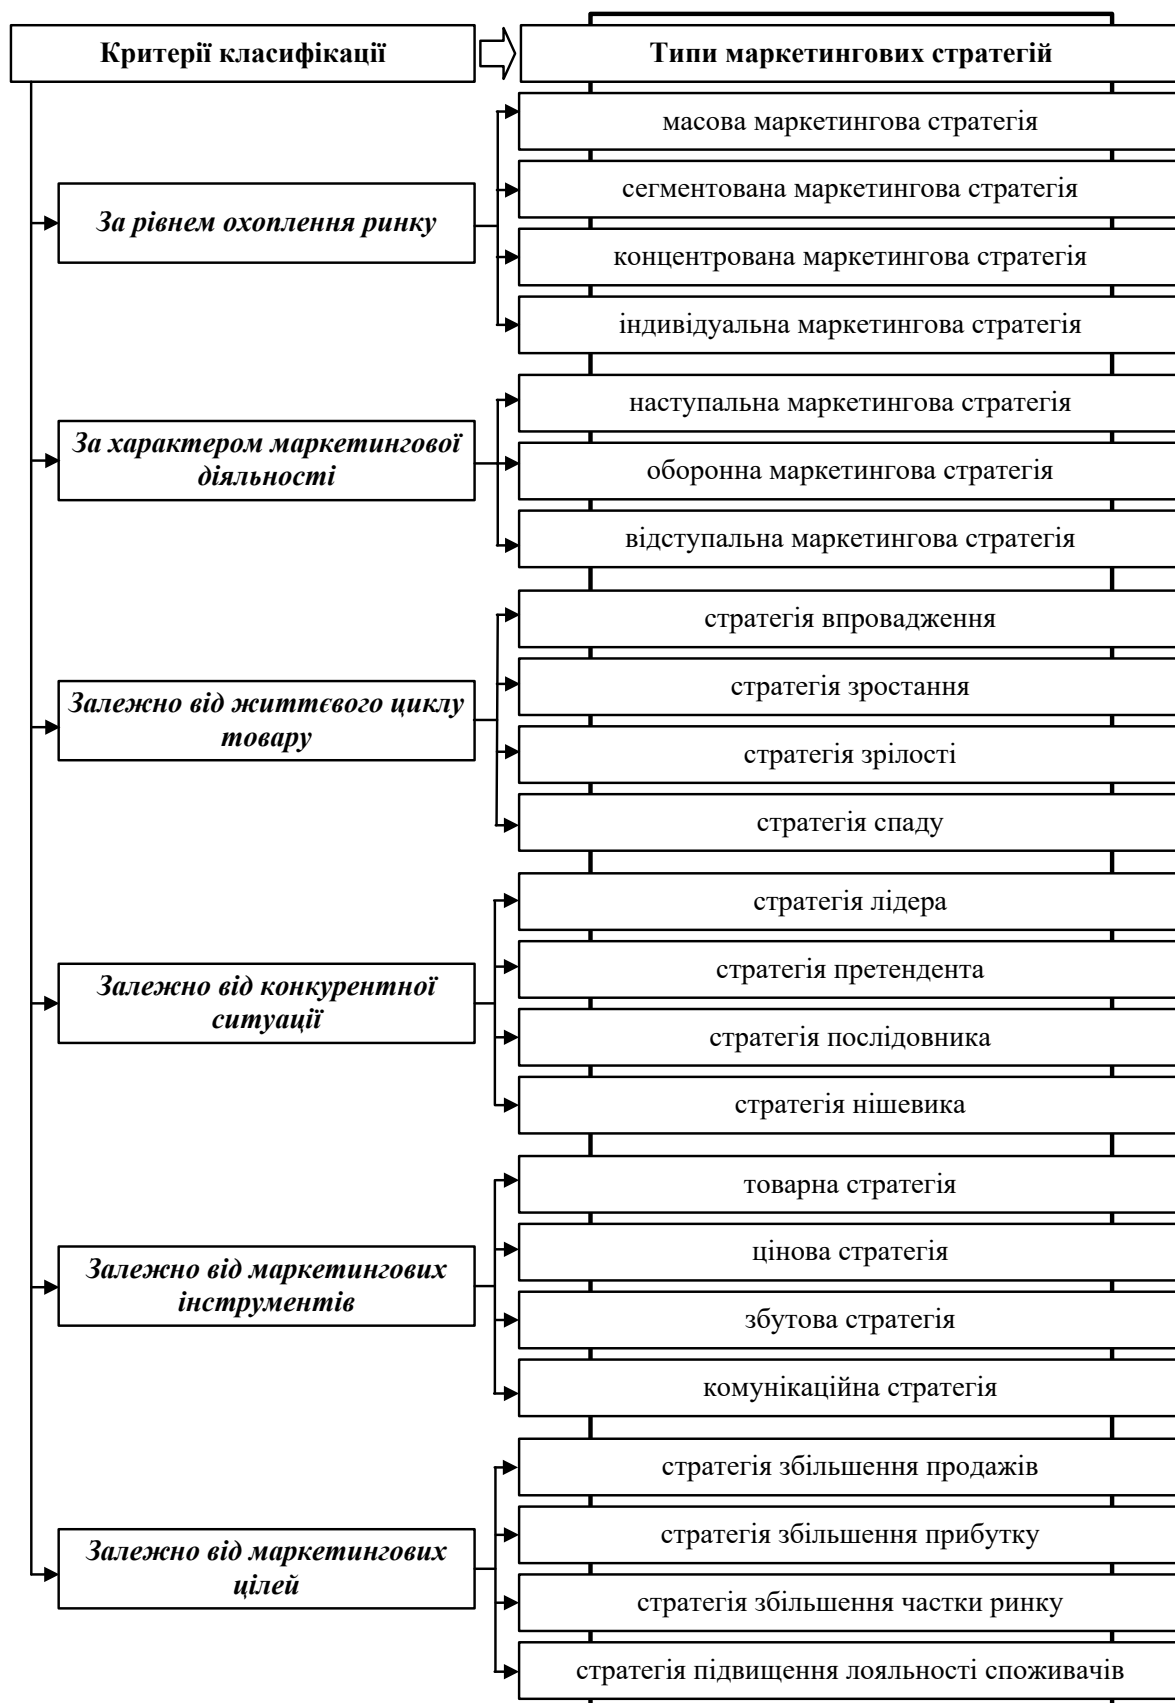 Критерії класифікації
Типи маркетингових стратегій
За рівнем охоплення ринку
масова маркетингова стратегія
сегментована маркетингова стратегія
концентрована маркетингова стратегія
індивідуальна маркетингова стратегія
За характером маркетингової
діяльності
наступальна маркетингова стратегія
оборонна маркетингова стратегія
відступальна маркетингова стратегія
Залежно від життєвого циклу
товару
стратегія впровадження
стратегія зростання
стратегія зрілості
стратегія спаду
Залежно від конкурентної
ситуації
стратегія лідера
стратегія претендента
стратегія послідовника
стратегія нішевика
Залежно від маркетингових
інструментів
товарна стратегія
цінова стратегія
збутова стратегія
комунікаційна стратегія
Залежно від маркетингових
цілей
стратегія збільшення продажів
стратегія збільшення прибутку
стратегія збільшення частки ринку
стратегія підвищення лояльності споживачів